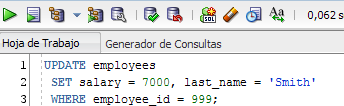 0,062 s
Hoja de Trabajo Generador de Consultas
1 UPDATE employees
2 SET salary = 7000, last_name = 'Smith'
3 WHERE employee_id = 999;